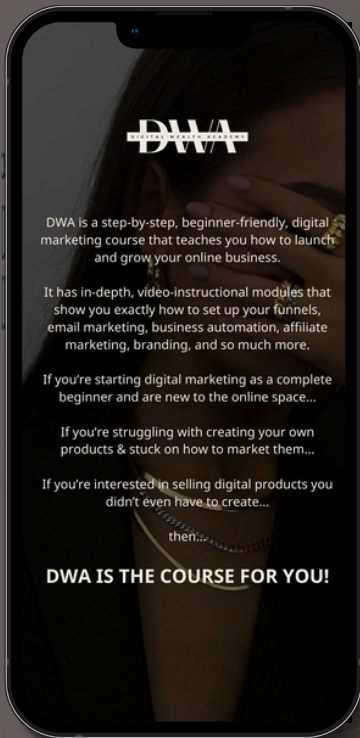 DWA
DIGITAL WEALTH ACADEMY
DWA is a step-by-step, beginner-friendly, digital
marketing course that teaches you how to launch
and grow your online business.
It has in-depth, video-instructional modules that
show you exactly how to set up your funnels,
email marketing, business automation, affiliate
marketing, branding, and so much more.
If you're starting digital marketing as a complete
beginner and are new to the online space...
If you're struggling with creating your own
products & stuck on how to market them...
If you're interested in selling digital products you
didn't even have to create...
then...
DWA IS THE COURSE FOR YOU!